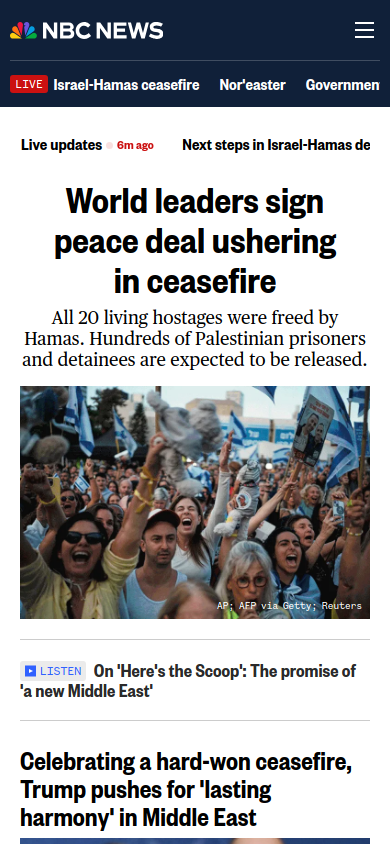 NBC NEWS
LIVE Israel-Hamas ceasefire Nor'easter Government
Live updates 6m ago Next steps in Israel-Hamas de
World leaders sign
peace deal ushering
in ceasefire
All 20 living hostages were freed by
Hamas. Hundreds of Palestinian prisoners
and detainees are expected to be released.
AP; AFP via Getty; Reuters
LISTEN On 'Here's the Scoop': The promise of
'a new Middle East'
Celebrating a hard-won ceasefire,
Trump pushes for 'lasting
harmony' in Middle East